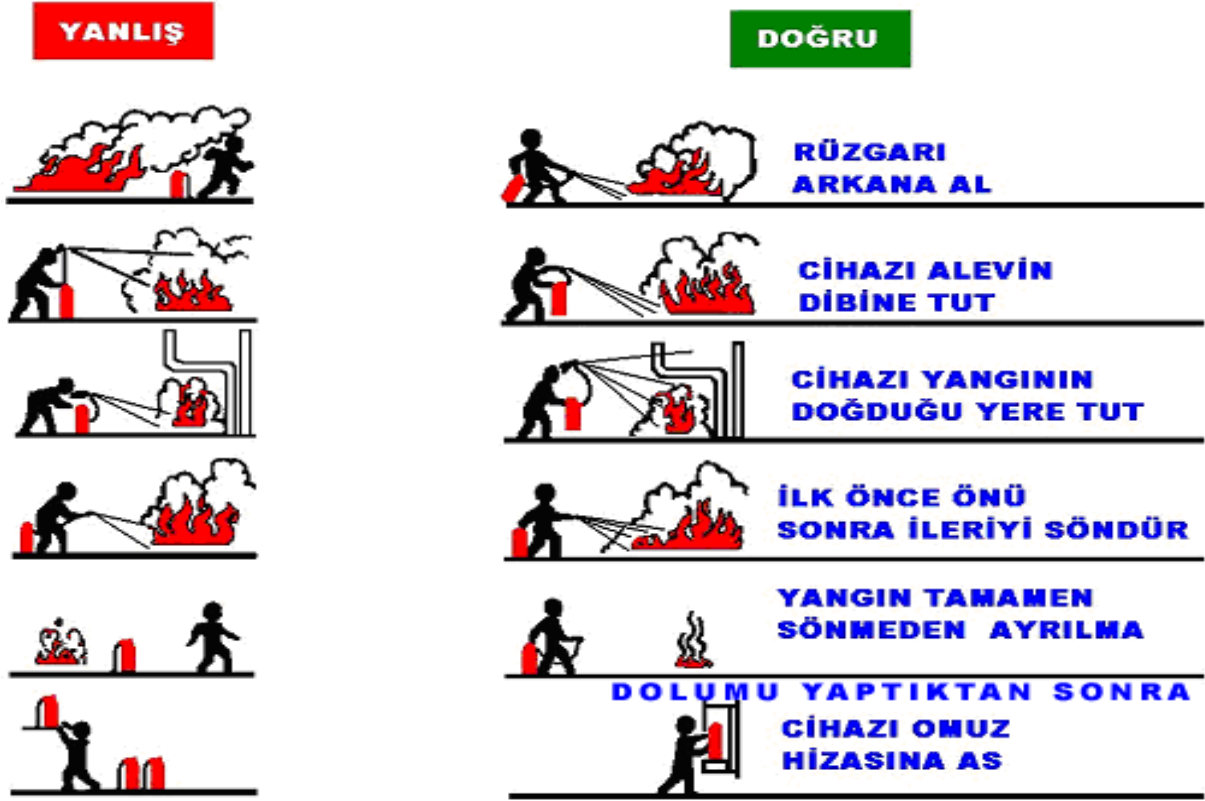 YANLIŞ
DOĞRU
RÜZGARI
ARKANA AL
CİHAZI ALEVİN
DİBİNE TUT
CİHAZI YANGININ
DOĞDUĞU YERE TUT
İLK ÖNCE ÖNÜ
SONRA İLERİYİ SÖNDÜR
YANGIN TAMAMEN
SÖNMEDEN AYRILMA
DOLUMU YAPTIKTAN SONRA
CİHAZI OMUZ
HİZASINA AS